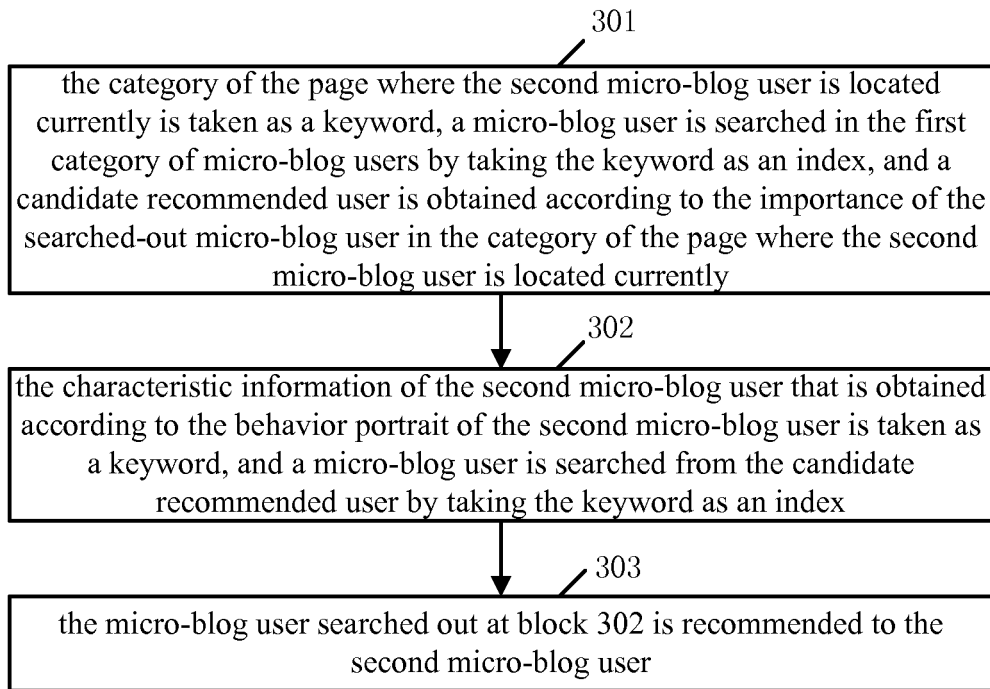 301
the category of the page where the second micro-blog user is located
currently is taken as a keyword, a micro-blog user is searched in the first
category of micro-blog users by taking the keyword as an index, and a
candidate recommended user is obtained according to the importance of the
searched-out micro-blog user in the category of the page where the second
micro-blog user is located currently
302
the characteristic information of the second micro-blog user that is obtained
according to the behavior portrait of the second micro-blog user is taken as
a keyword, and a micro-blog user is searched from the candidate
recommended user by taking the keyword as an index
303
the micro-blog user searched out at block 302 is recommended to the
second micro-blog user